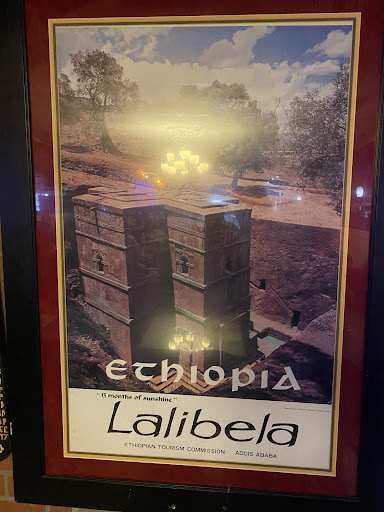 ETHIOPIA
"13 months of sunshine"
Lalibela
ETHIOPIAN TOURISM COMMISSION ADDIS ABABA